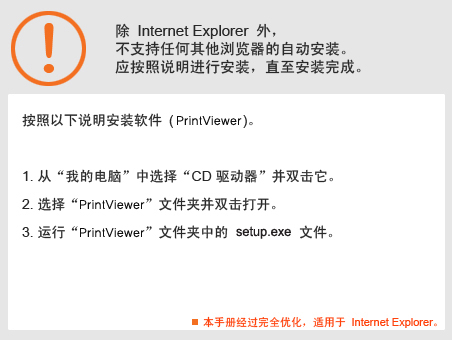 除 Internet Explorer 外，
不支持任何其他浏览器的自动安装。
应按照说明进行安装，直至安装完成。
按照以下说明安装软件（PrintViewer）。
1. 从“我的电脑”中选择“CD 驱动器”并双击它。
2. 选择“PrintViewer”文件夹并双击打开。
3. 运行“PrintViewer”文件夹中的 setup.exe 文件。
■ 本手册经过完全优化，适用于 Internet Explorer。